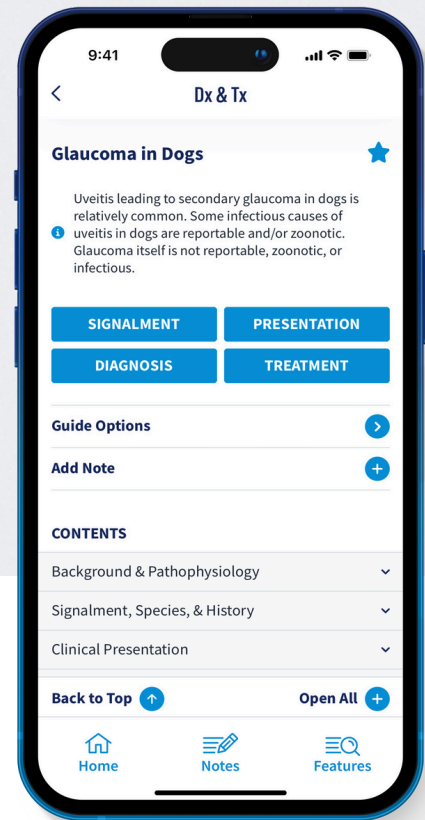 9:41
Dx & Tx
Glaucoma in Dogs
Uveitis leading to secondary glaucoma in dogs is
relatively common. Some infectious causes of
uveitis in dogs are reportable and/or zoonotic.
Glaucoma itself is not reportable, zoonotic, or
infectious.
SIGNALMENT PRESENTATION
DIAGNOSIS TREATMENT
Guide Options
Add Note
CONTENTS
Background & Pathophysiology
Signalment, Species, & History
Clinical Presentation
Back to Top Open All
Home Notes Features